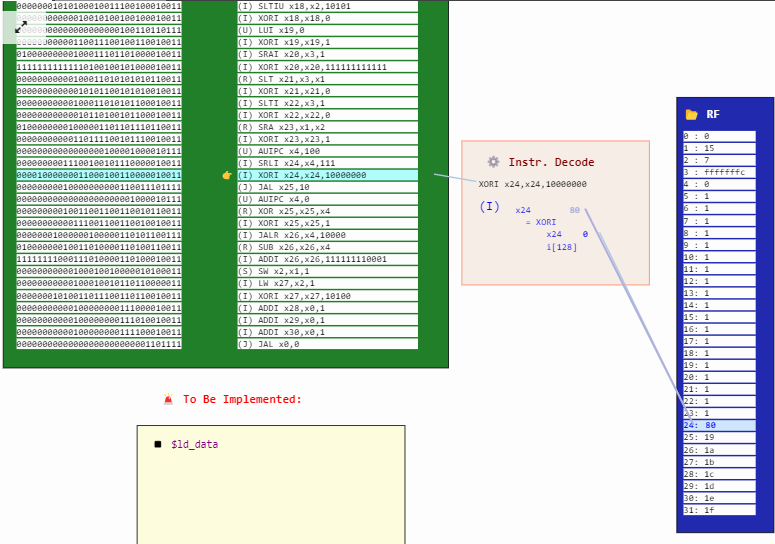 00000001010100010011100100010011 (I) SLTIU x18,x2,10101
00000000000010010100100100010011 (I) XORI x18,x18,0
00000000000000000000100110110111 (U) LUI x19,0
00000000000110011100100110010011 (I) XORI x19,x19,1
01000000000100011101101000010011 (I) SRAI x20,x3,1
11111111111110100100101000010011 (I) XORI x20,x20,111111111111
00000000000100011010101010110011 (R) SLT x21,x3,x1
00000000000010101100101010010011 (I) XORI x21,x21,0
00000000000100011010101100010011 (I) SLTI x22,x3,1
00000000000010110100101100010011 (I) XORI x22,x22,0
01000000001000001101101110110011 (R) SRA x23,x1,x2
00000000000110111100101110010011 (I) XORI x23,x23,1
00000000000000000100001000010111 (U) AUIPC x4,100
00000000011100100101110000010011 (I) SRLI x24,x4,111
00001000000011000100110000010011 (I) XORI x24,x24,10000000
00000000001000000000110011101111 (J) JAL x25,10
00000000000000000000001000010111 (U) AUIPC x4,0
00000000010011001100110010110011 (R) XOR x25,x25,x4
00000000000111001100110010010011 (I) XORI x25,x25,1
00000001000000100000110101100111 (I) JALR x26,x4,10000
01000000010011010000110100110011 (R) SUB x26,x26,x4
11111111000111010000110100010011 (I) ADDI x26,x26,111111110001
00000000000100010010000010100011 (S) SW x2,x1,1
00000000000100010010110110000011 (I) LW x27,x2,1
00000001010011011100110110010011 (I) XORI x27,x27,10100
00000000000100000000111000010011 (I) ADDI x28,x0,1
00000000000100000000111010010011 (I) ADDI x29,x0,1
00000000000100000000111100010011 (I) ADDI x30,x0,1
00000000000000000000000001101111 (J) JAL x0,0
Instr. Decode
XORI x24,x24,10000000
(I) x24 80
= XORI
x24 0
i[128]
RF
0 : 0
1 : 15
2 : 7
3 : fffffffc
4 : 0
5 : 1
6 : 1
7 : 1
8 : 1
9 : 1
10: 1
11: 1
12: 1
13: 1
14: 1
15: 1
16: 1
17: 1
18: 1
19: 1
20: 1
21: 1
22: 1
23: 1
24: 80
25: 19
26: 1a
27: 1b
28: 1c
29: 1d
30: 1e
31: 1f
To Be Implemented:
$ld_data